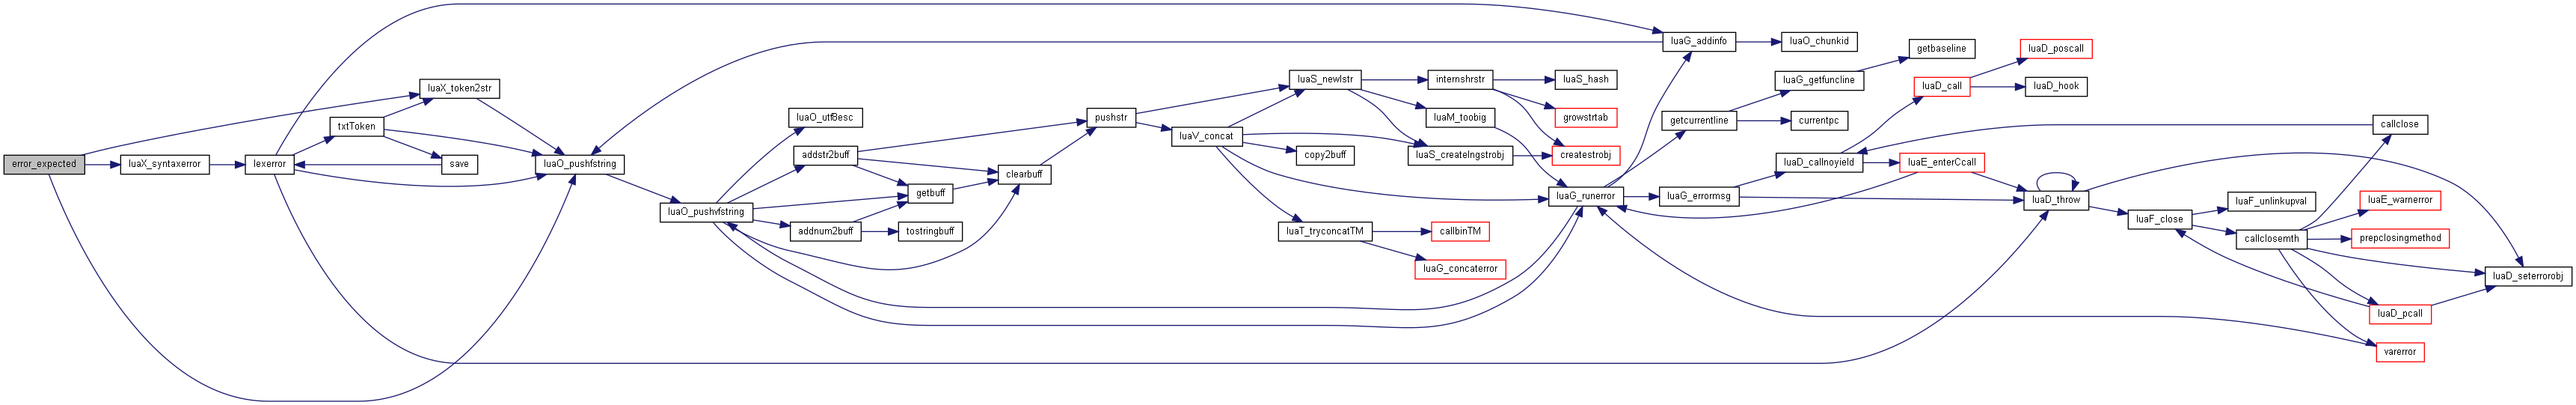 error_expected
luaX_syntaxerror
luaX_token2str
txtToken
lexerror
save
luaO_pushfstring
luaO_pushvfstring
luaO_utf8esc
addstr2buff
getbuff
addnum2buff
tostringbuff
clearbuff
pushstr
luaV_concat
luaS_newlstr
internshrstr
luaS_hash
luaM_toobig
growstrtab
luaS_createlngstrobj
createstrobj
copy2buff
luaT_tryconcatTM
callbinTM
luaG_concaterror
luaG_runerror
luaG_addinfo
luaO_chunkid
getcurrentline
luaG_getfuncline
getbaseline
currentpc
luaG_errormsg
luaD_callnoyield
luaD_call
luaD_poscall
luaD_hook
luaE_enterCcall
luaD_throw
luaF_close
luaF_unlinkupval
callclosemth
callclose
luaE_warnerror
prepclosingmethod
luaD_seterrorobj
luaD_pcall
varerror